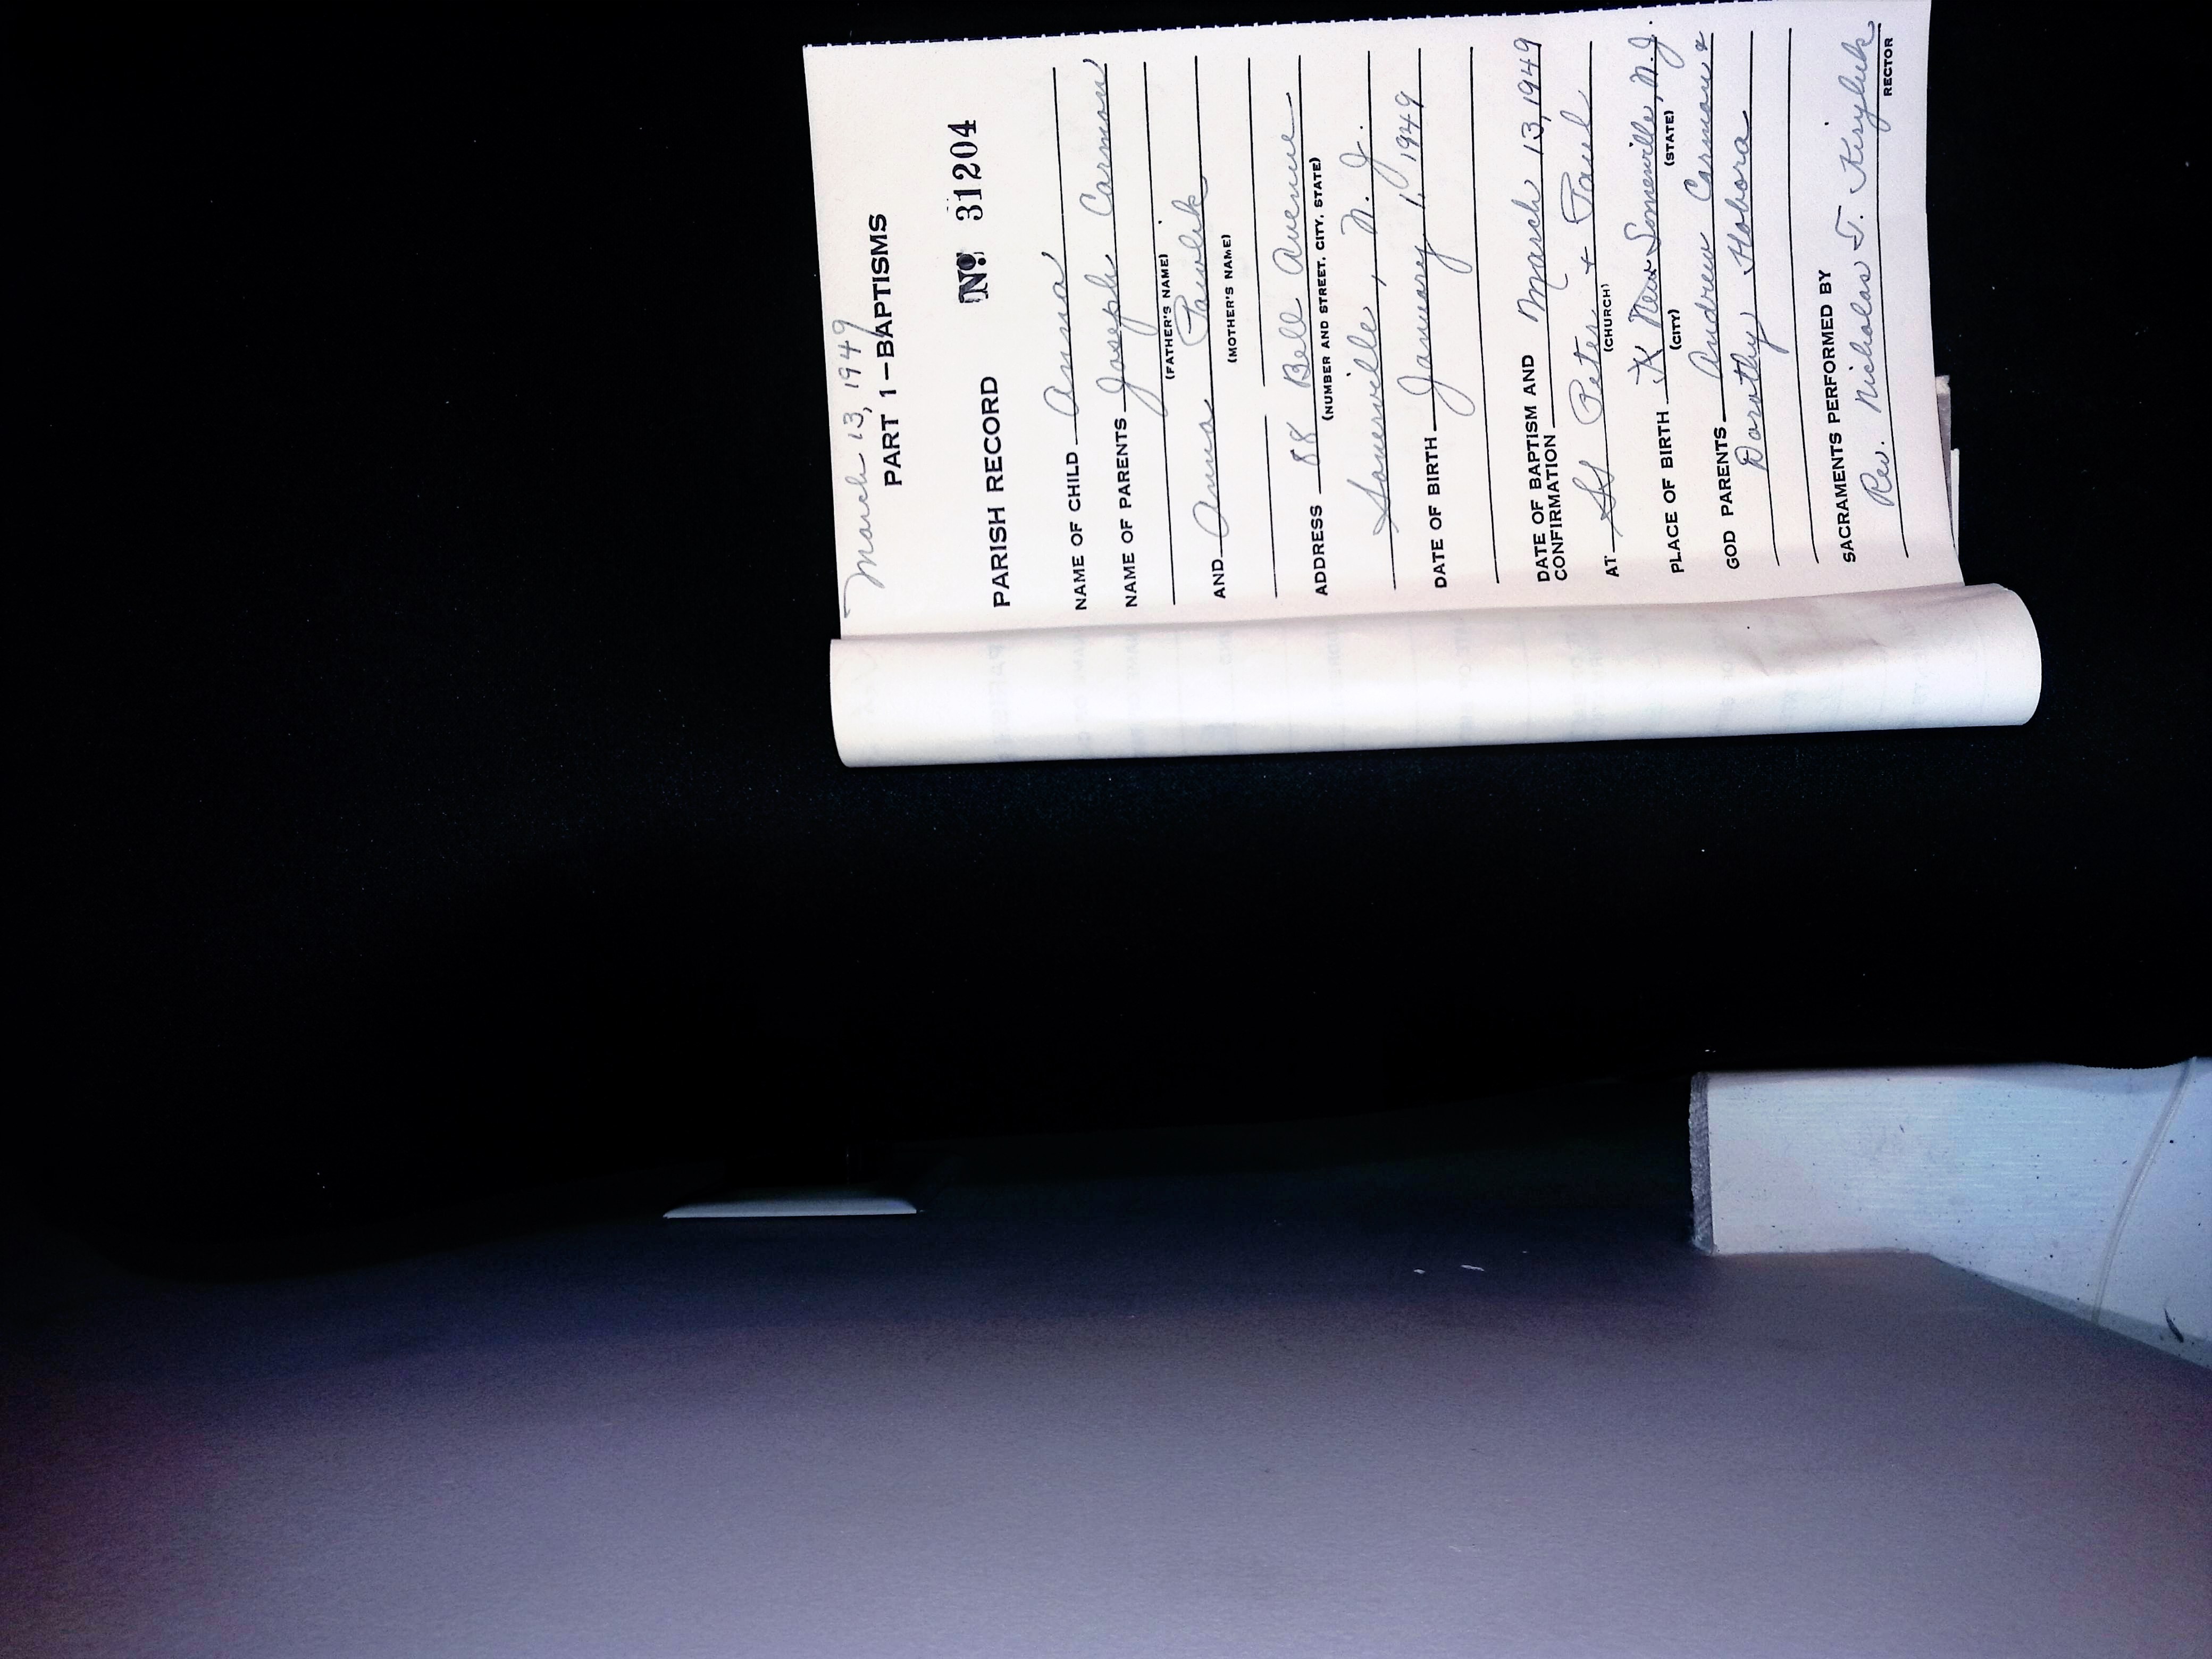 March 13, 1949
PART 1—BAPTISMS
PARISH RECORD No. 31204
NAME OF CHILD Anna
NAME OF PARENTS Joseph Carman
(FATHER'S NAME)
AND Anna Pawlik
(MOTHER'S NAME)
ADDRESS 88 Bell Avenue
(NUMBER AND STREET, CITY, STATE)
Somerville, N. J.
DATE OF BIRTH January 1, 1949
DATE OF BAPTISM AND
CONFIRMATION March 13, 1949
AT SS Peter + Paul
(CHURCH)
PLACE OF BIRTH New Somerville, N.J.
(CITY) (STATE)
GOD PARENTS Andrew Carman &
Dorothy Hobora
SACRAMENTS PERFORMED BY
Rev. Nicholas T. Kiryluk
RECTOR